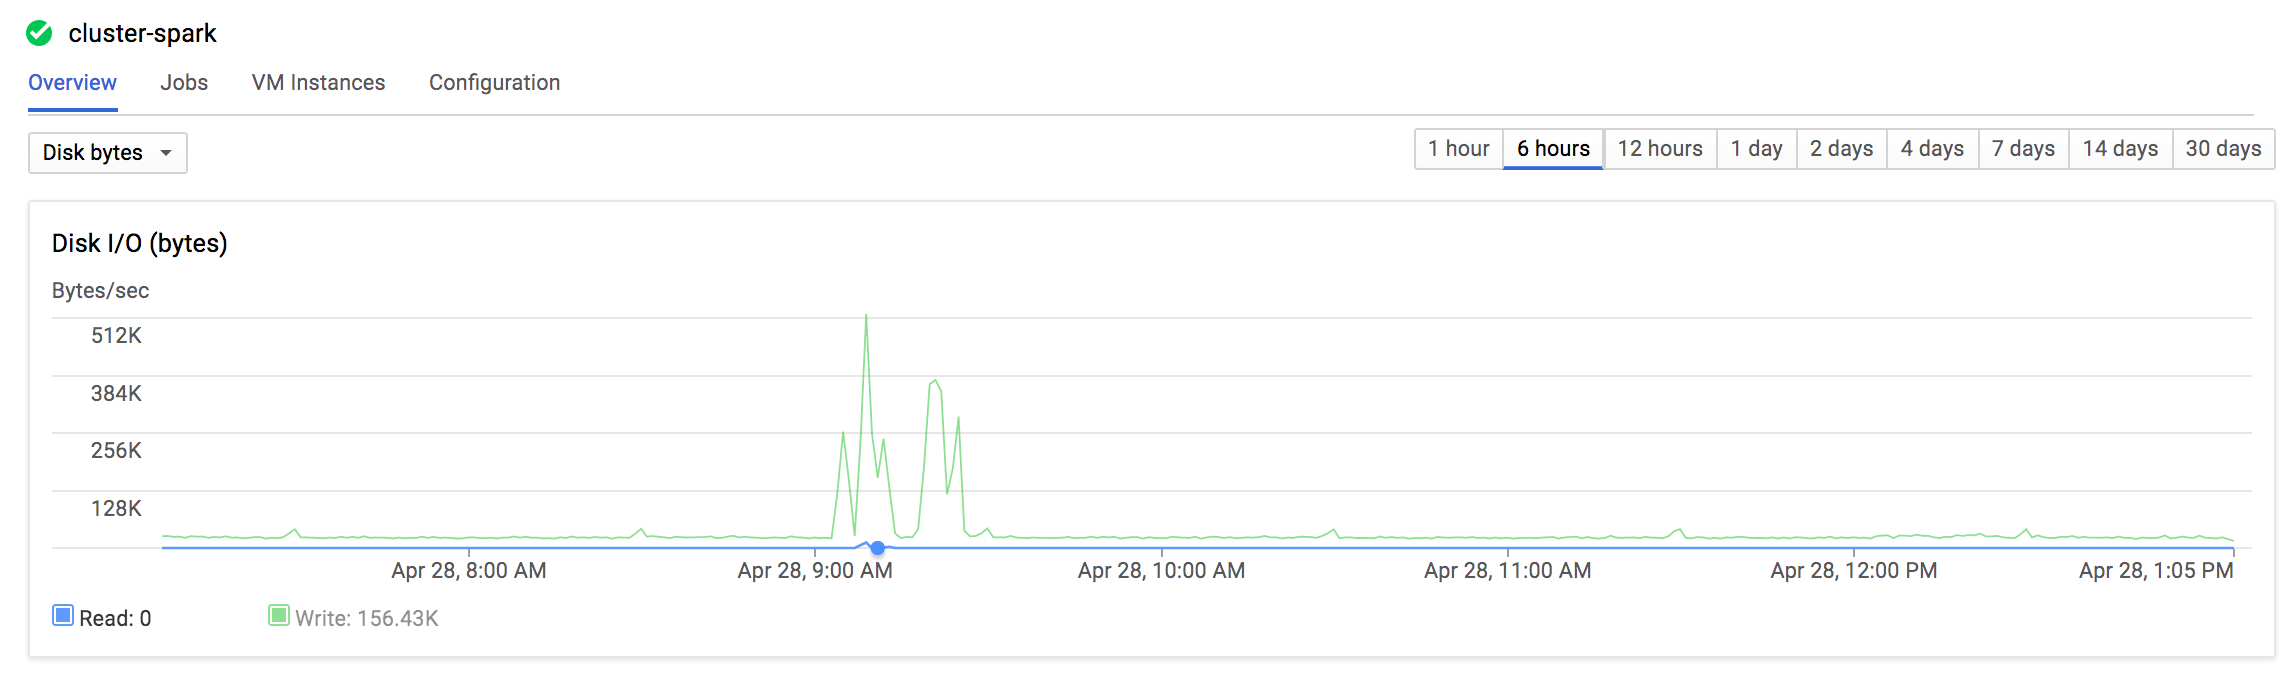 cluster-spark
Overview Jobs VM Instances Configuration
Disk bytes 1 hour 6 hours 12 hours 1 day 2 days 4 days 7 days 14 days 30 days
Disk I/O (bytes)
Bytes/sec
512K
384K
256K
128K
Apr 28, 8:00 AM Apr 28, 9:00 AM Apr 28, 10:00 AM Apr 28, 11:00 AM Apr 28, 12:00 PM Apr 28, 1:05 PM
Read: 0 Write: 156.43K